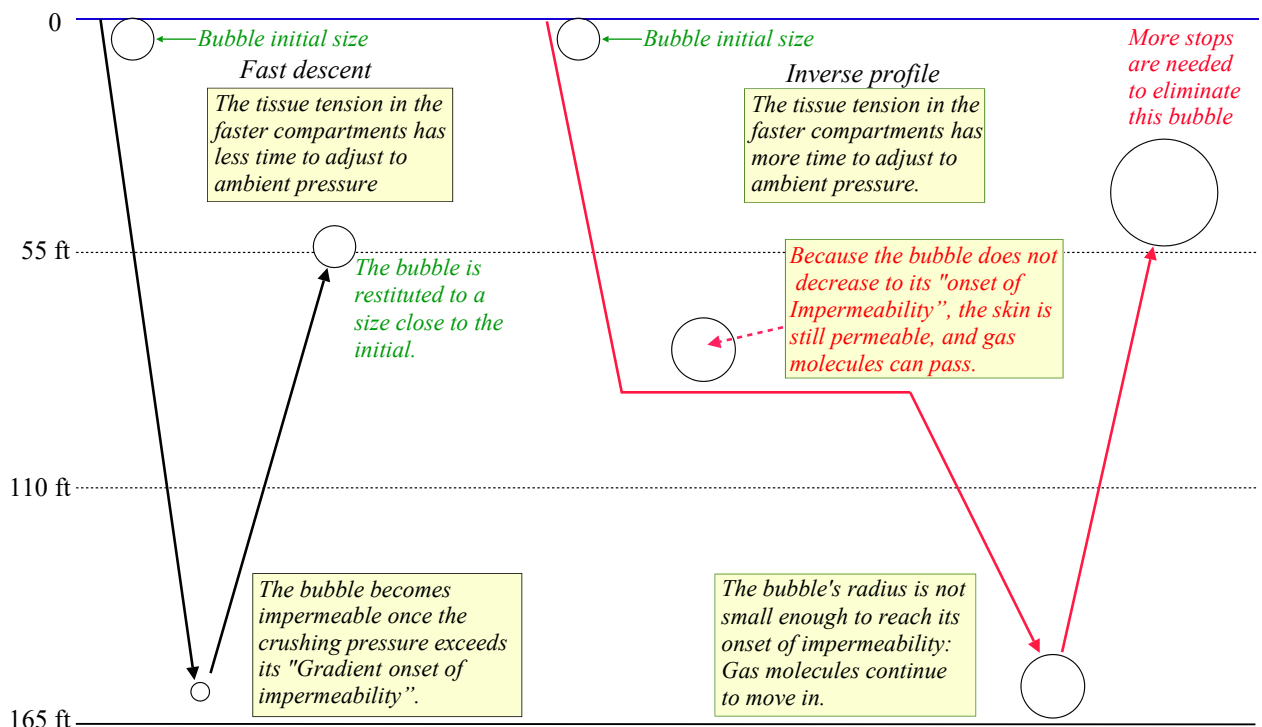 0
Bubble initial size
Fast descent
The tissue tension in the
faster compartments has
less time to adjust to
ambient pressure
Bubble initial size
Inverse profile
The tissue tension in the
faster compartments has
more time to adjust to
ambient pressure.
More stops
are needed
to eliminate
this bubble
55 ft
The bubble is
restituted to a
size close to the
initial.
Because the bubble does not
decrease to its "onset of
Impermeability”, the skin is
still permeable, and gas
molecules can pass.
110 ft
The bubble becomes
impermeable once the
crushing pressure exceeds
its "Gradient onset of
impermeability”.
The bubble's radius is not
small enough to reach its
onset of impermeability:
Gas molecules continue
to move in.
165 ft